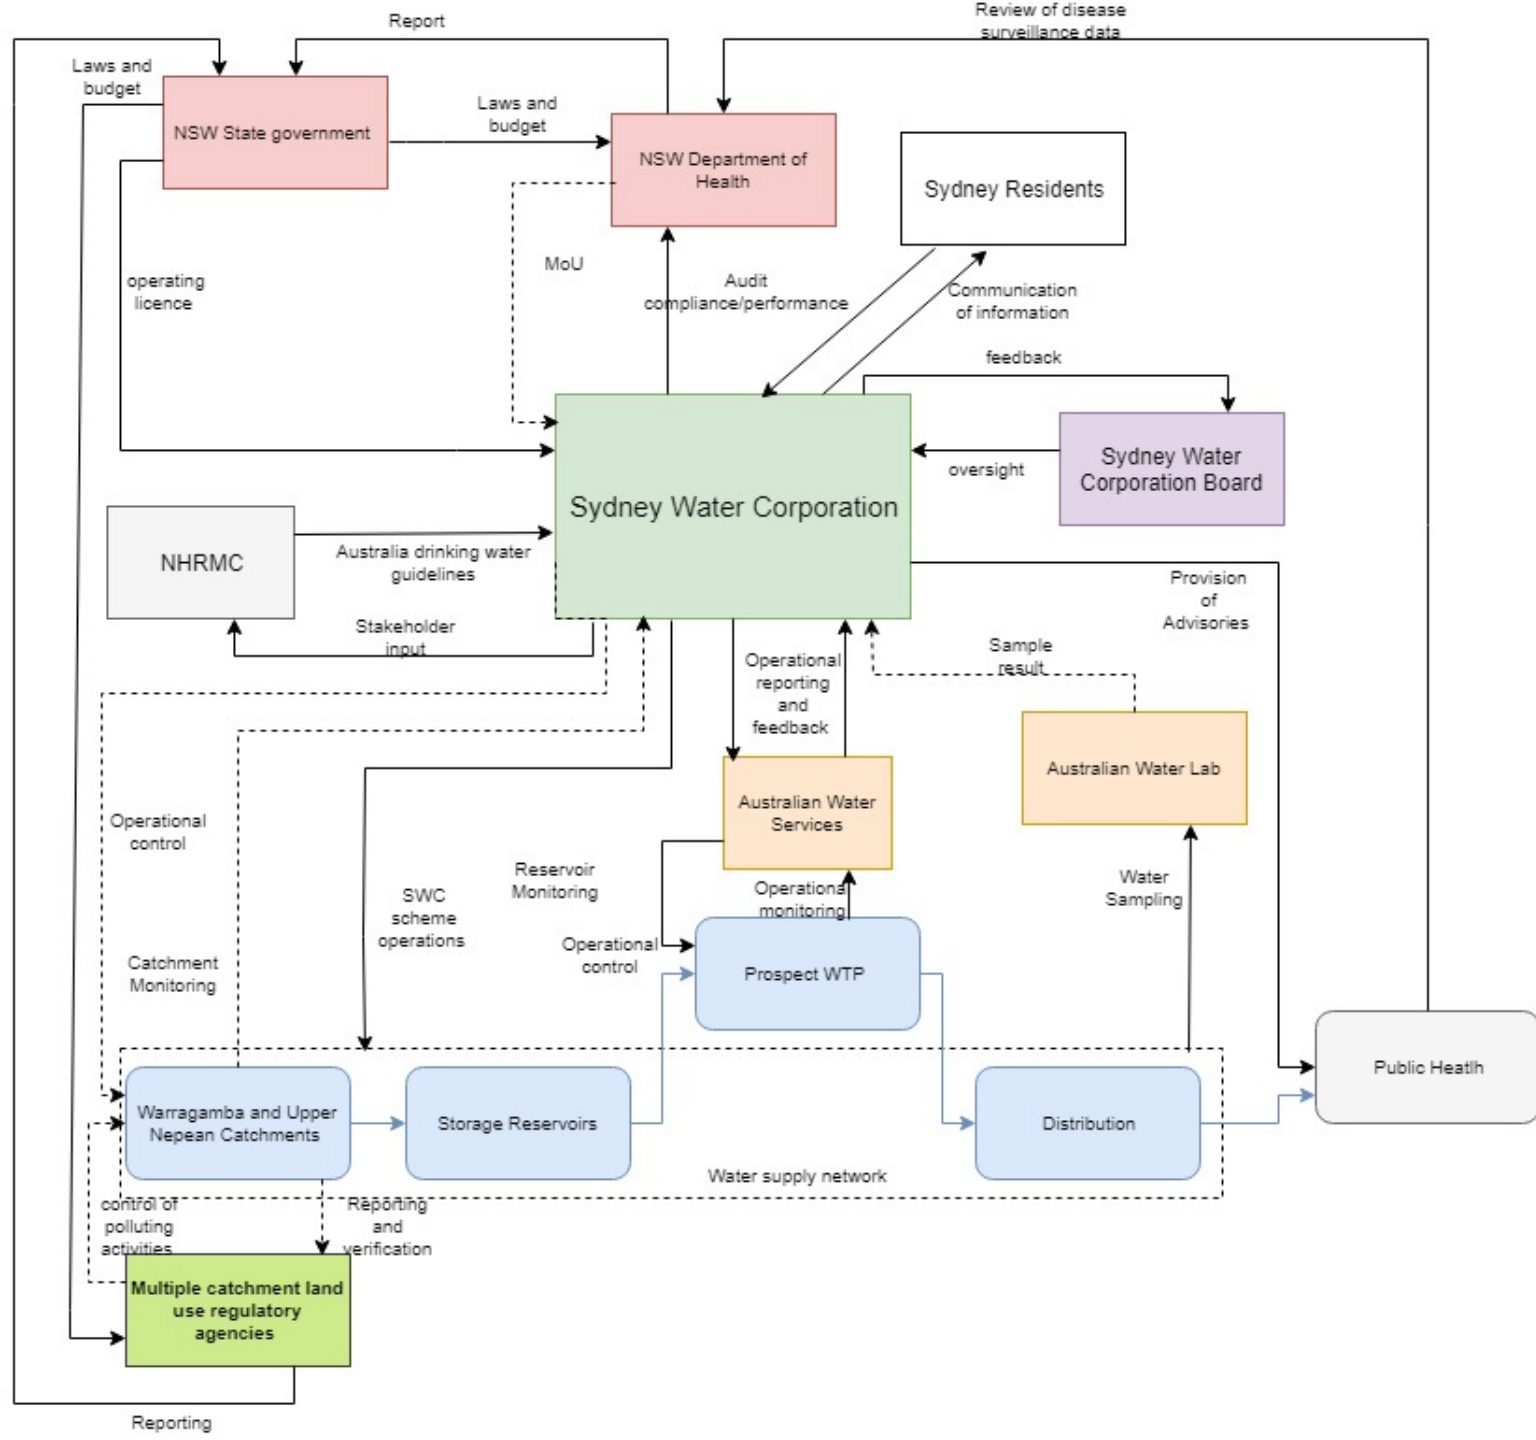 Report
Review of disease
surveillance data
Laws and
budget
NSW State government
Laws and
budget
NSW Department of
Health
Sydney Residents
operating
licence
MoU
Audit
compliance/performance
Communication
of information
feedback
Sydney Water Corporation
oversight
Sydney Water
Corporation Board
NHRMC
Australia drinking water
guidelines
Stakeholder
input
Provision
of
Advisories
Operational
reporting
and
feedback
Sample
result
Australian Water Lab
Australian Water
Services
Operational
control
Reservoir
Monitoring
SWC
scheme
operations
Operational
monitoring
Water
Sampling
Operational
control
Catchment
Monitoring
Prospect WTP
Public Heatlh
Warragamba and Upper
Nepean Catchments
Storage Reservoirs
Distribution
Water supply network
control of
polluting
activities
Reporting
and
verification
Multiple catchment land
use regulatory
agencies
Reporting